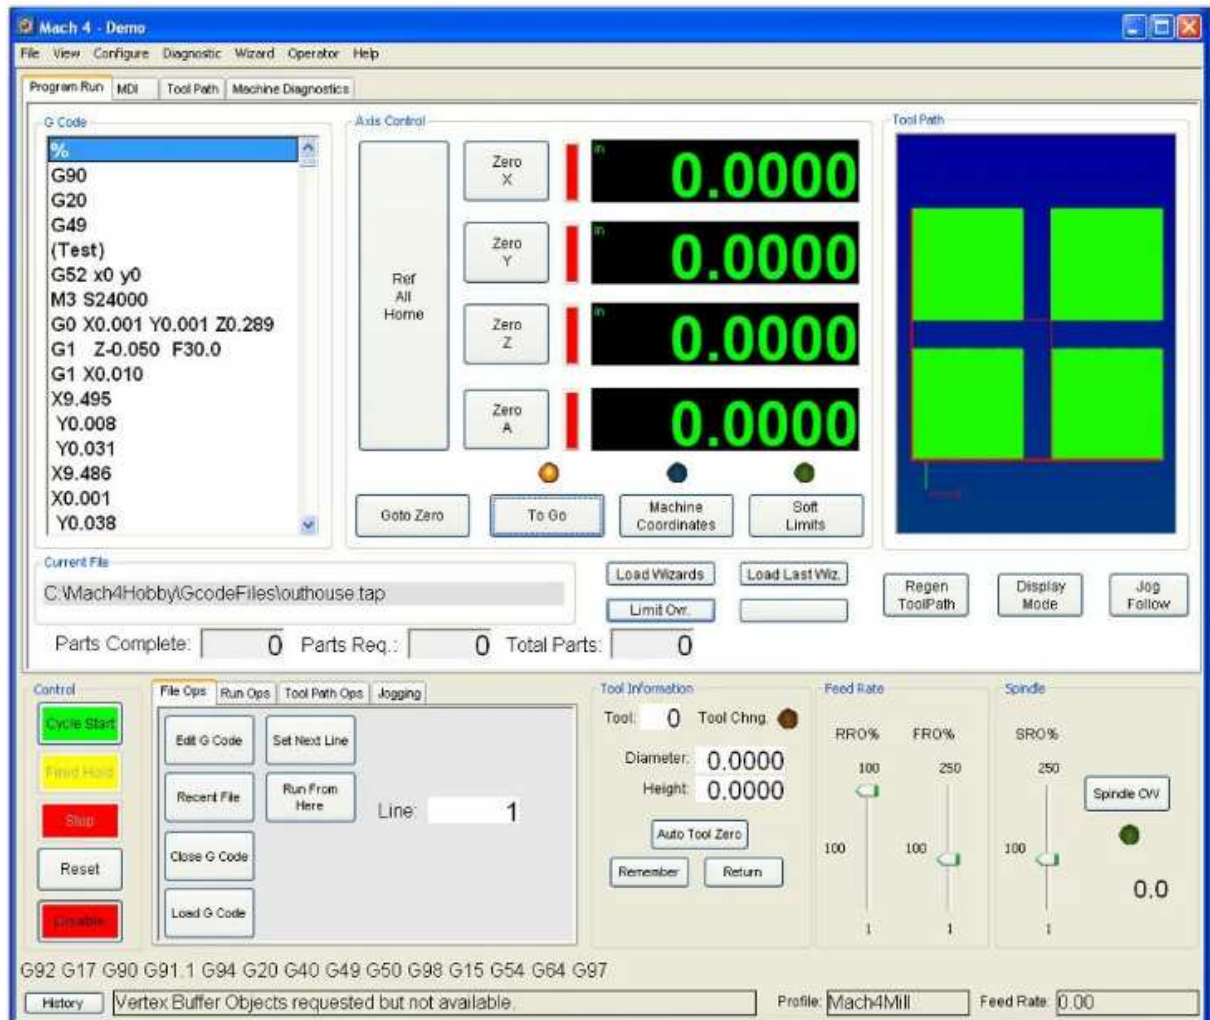 Mach 4 - Demo
File View Configure Diagnostic Wizard Operator Help
Program Run MDI Tool Path Machine Diagnostics
G Code
%
G90
G20
G49
(Test)
G52 x0 y0
M3 S24000
G0 X0.001 Y0.001 Z0.289
G1 Z-0.050 F30.0
G1 X0.010
X9.495
Y0.008
Y0.031
X9.486
X0.001
Y0.038
Axis Control
Ref
All
Home
Zero
X
in 0.0000
Zero
Y
in 0.0000
Zero
Z
in 0.0000
Zero
A
0.0000
Goto Zero
To Go
Machine
Coordinates
Soft
Limits
Tool Path
Current File
C:\Mach4Hobby\GcodeFiles\outhouse.tap
Load Wizards
Load Last Wiz.
Limit Ovr.
Regen
ToolPath
Display
Mode
Jog
Follow
Parts Complete: 0 Parts Req.: 0 Total Parts: 0
Control
Cycle Start
Feed Hold
Stop
Reset
Disable
File Ops Run Ops Tool Path Ops Jogging
Edit G Code
Set Next Line
Recent File
Run From
Here
Line: 1
Close G Code
Load G Code
Tool Information
Tool: 0 Tool Chng.
Diameter: 0.0000
Height: 0.0000
Auto Tool Zero
Remember
Return
Feed Rate
RRO% FRO%
100 250
100 100
1 1
Spindle
SRO%
250
100
1
Spindle CW
0.0
G92 G17 G90 G91.1 G94 G20 G40 G49 G50 G98 G15 G54 G64 G97
History Vertex Buffer Objects requested but not available. Profile: Mach4Mill Feed Rate: 0.00